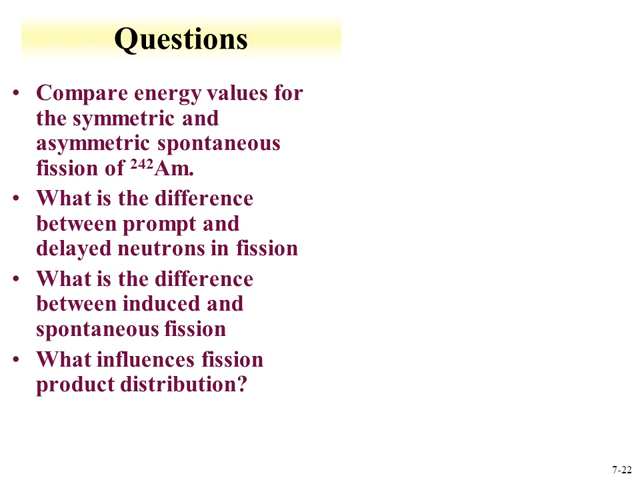 Questions
• Compare energy values for
the symmetric and
asymmetric spontaneous
fission of ²⁴²Am.
• What is the difference
between prompt and
delayed neutrons in fission
• What is the difference
between induced and
spontaneous fission
• What influences fission
product distribution?
7-22